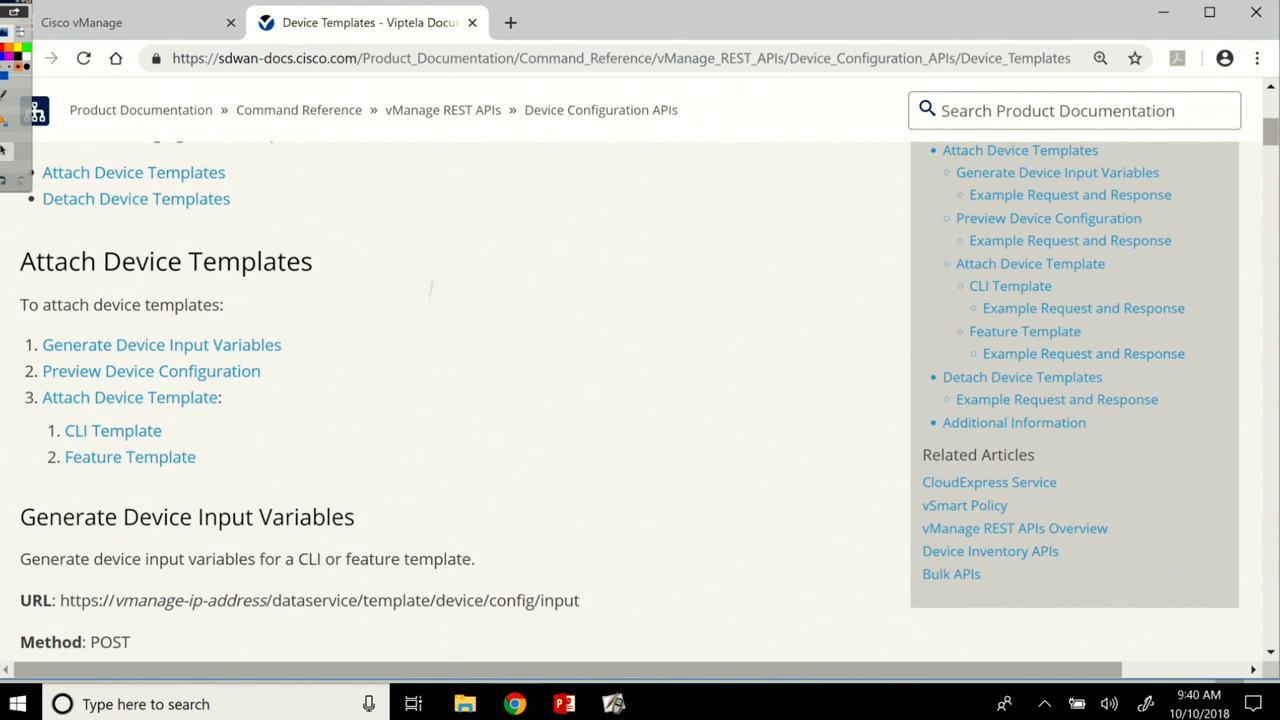 Cisco vManage
Device Templates - Viptela Docu
https://sdwan-docs.cisco.com/Product_Documentation/Command_Reference/vManage_REST_APIs/Device_Configuration_APIs/Device_Templates
Product Documentation » Command Reference » vManage REST APIs » Device Configuration APIs
Search Product Documentation
• Attach Device Templates
• Detach Device Templates
Attach Device Templates
To attach device templates:
1. Generate Device Input Variables
2. Preview Device Configuration
3. Attach Device Template:
1. CLI Template
2. Feature Template
Generate Device Input Variables
Generate device input variables for a CLI or feature template.
URL: https://vmanage-ip-address/dataservice/template/device/config/input
Method: POST
• Attach Device Templates
○ Generate Device Input Variables
○ Example Request and Response
○ Preview Device Configuration
○ Example Request and Response
○ Attach Device Template
○ CLI Template
○ Example Request and Response
○ Feature Template
○ Example Request and Response
• Detach Device Templates
○ Example Request and Response
• Additional Information
Related Articles
CloudExpress Service
vSmart Policy
vManage REST APIs Overview
Device Inventory APIs
Bulk APIs
Type here to search
9:40 AM
10/10/2018